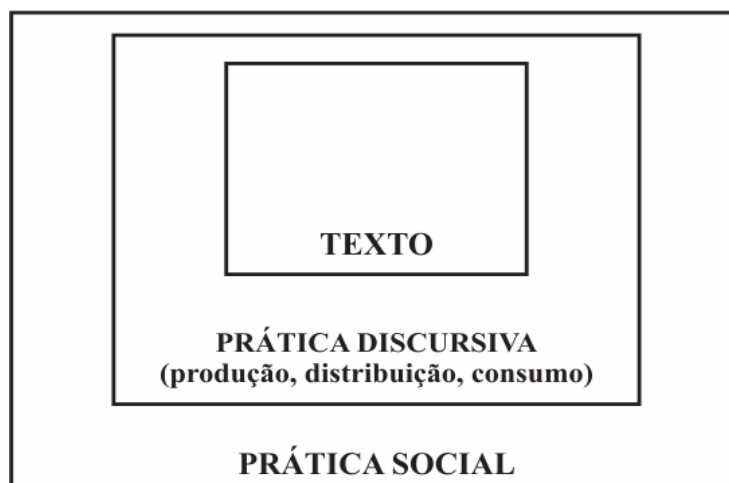 TEXTO
PRÁTICA DISCURSIVA
(produção, distribuição, consumo)
PRÁTICA SOCIAL